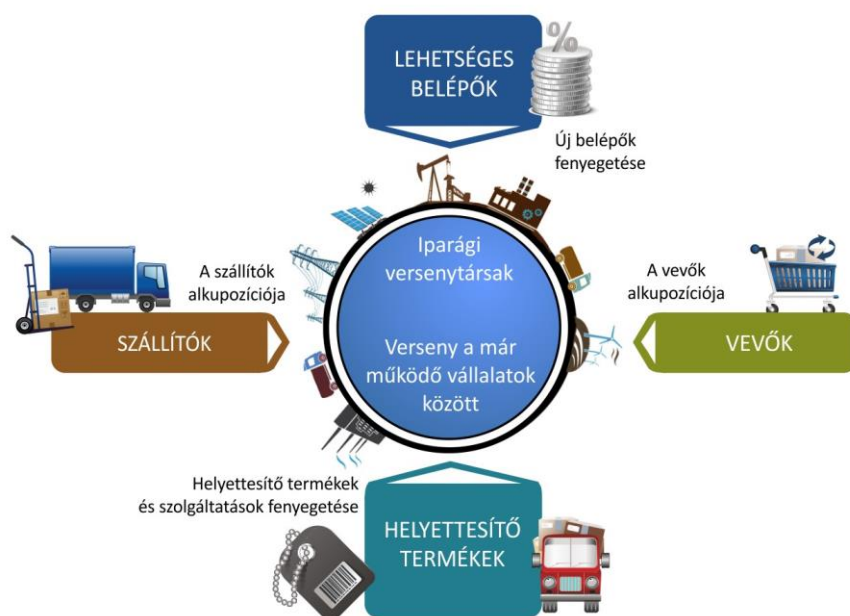 LEHETSÉGES
BELÉPŐK
%
Új belépők
fenyegetése
Iparági
versenytársak
A szállítók
alkupozíciója
A vevők
alkupozíciója
SZÁLLÍTÓK
VEVŐK
Verseny a már
működő vállalatok
között
Helyettesítő termékek
és szolgáltatások fenyegetése
HELYETTESÍTŐ
TERMÉKEK